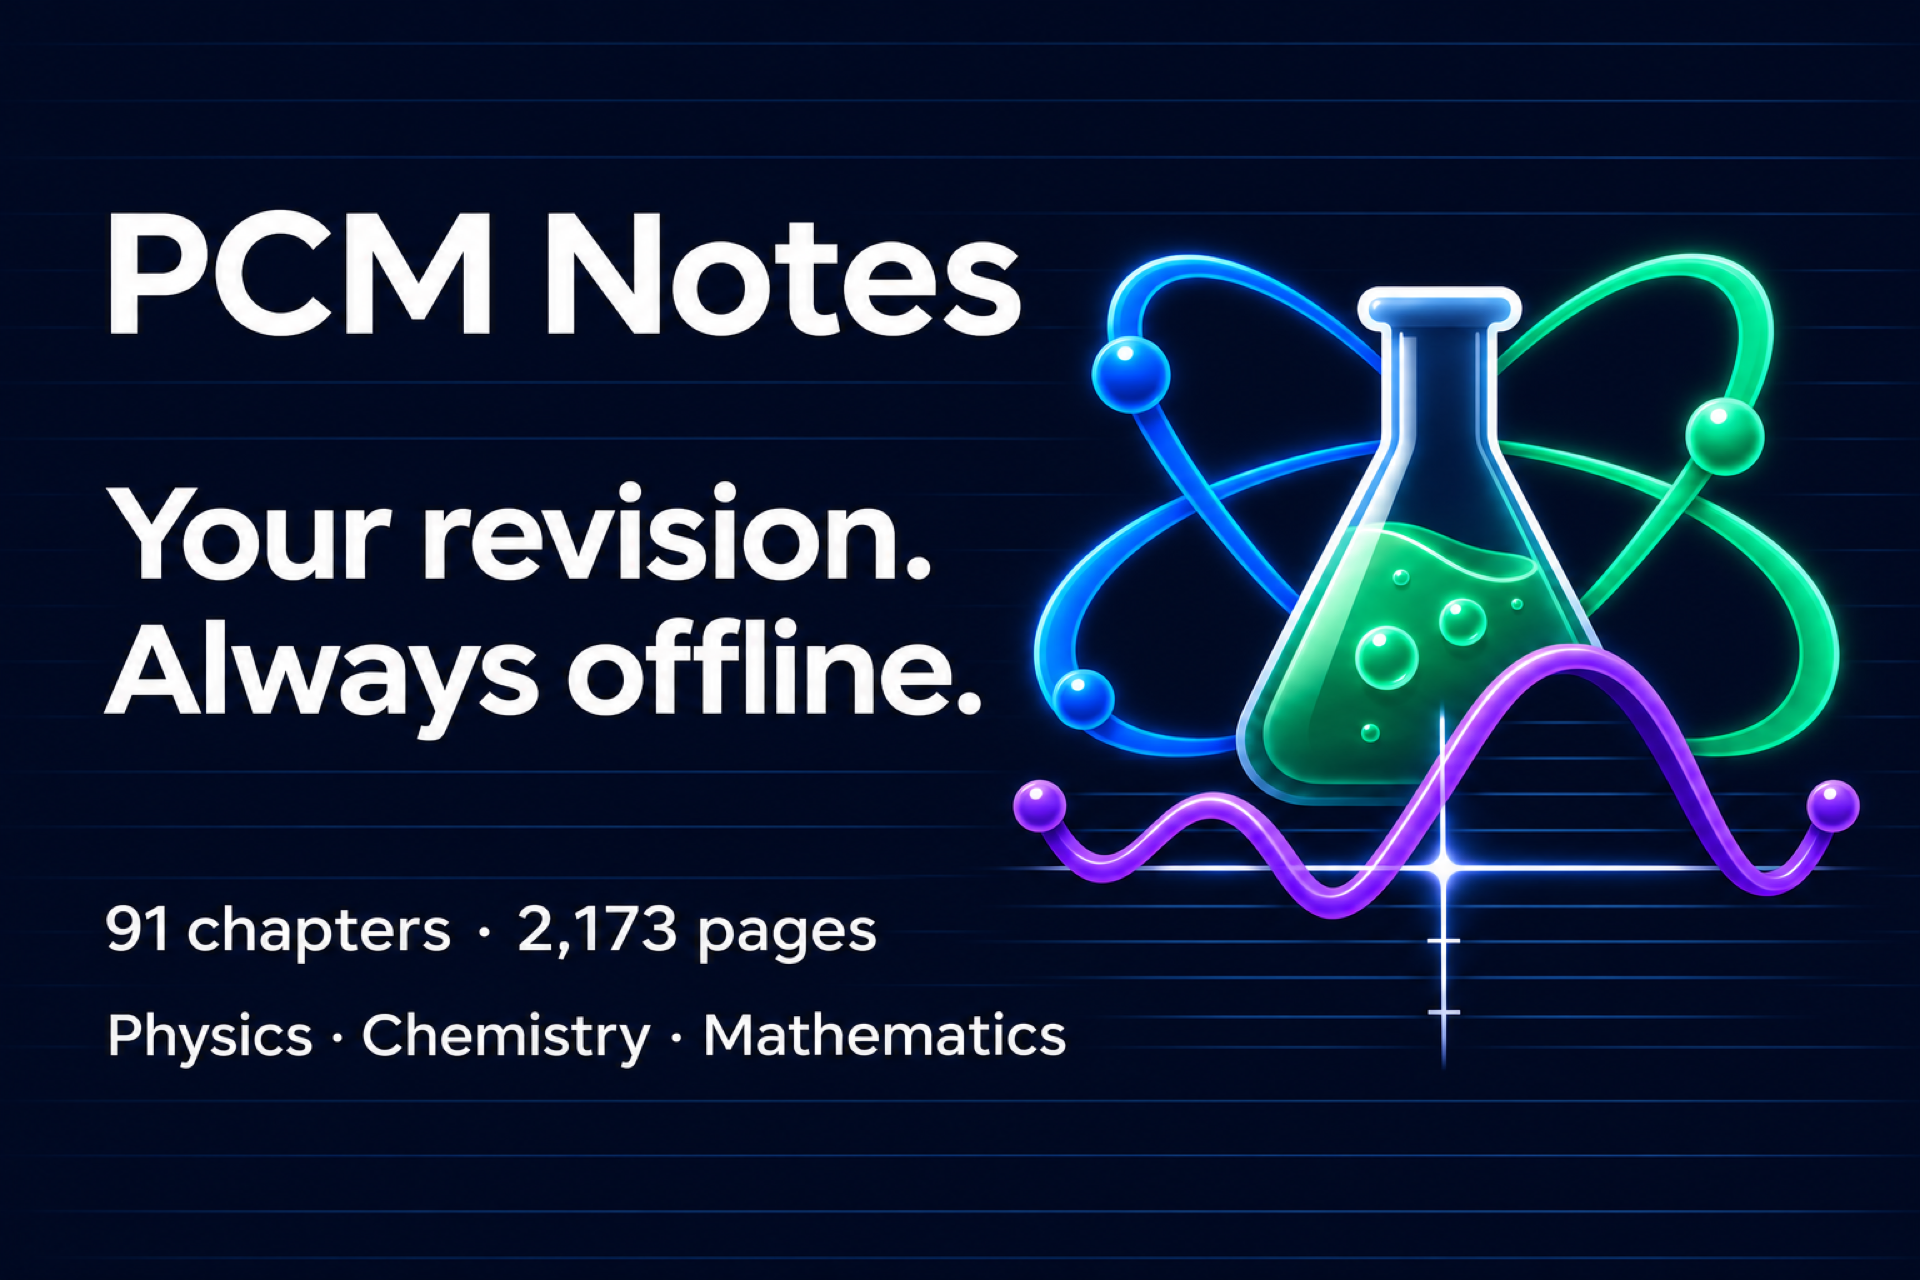 PCM Notes
Your revision.
Always offline.
91 chapters · 2,173 pages
Physics · Chemistry · Mathematics